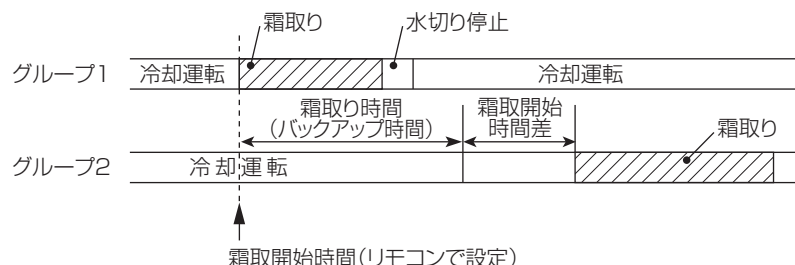 霜取り
水切り停止
グループ1
冷却運転
冷却運転
霜取り時間
(バックアップ時間)
霜取開始
時間差
霜取り
グループ2
冷却運転
霜取開始時間(リモコンで設定)